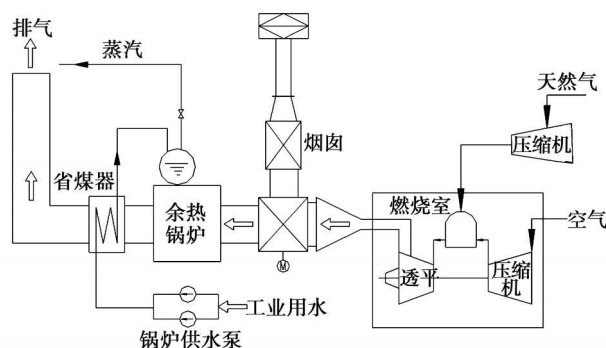 排气
蒸汽
天然气
烟囱
压缩机
省煤器
燃烧室
余热
锅炉
空气
透平
压缩
机
M
工业用水
锅炉供水泵